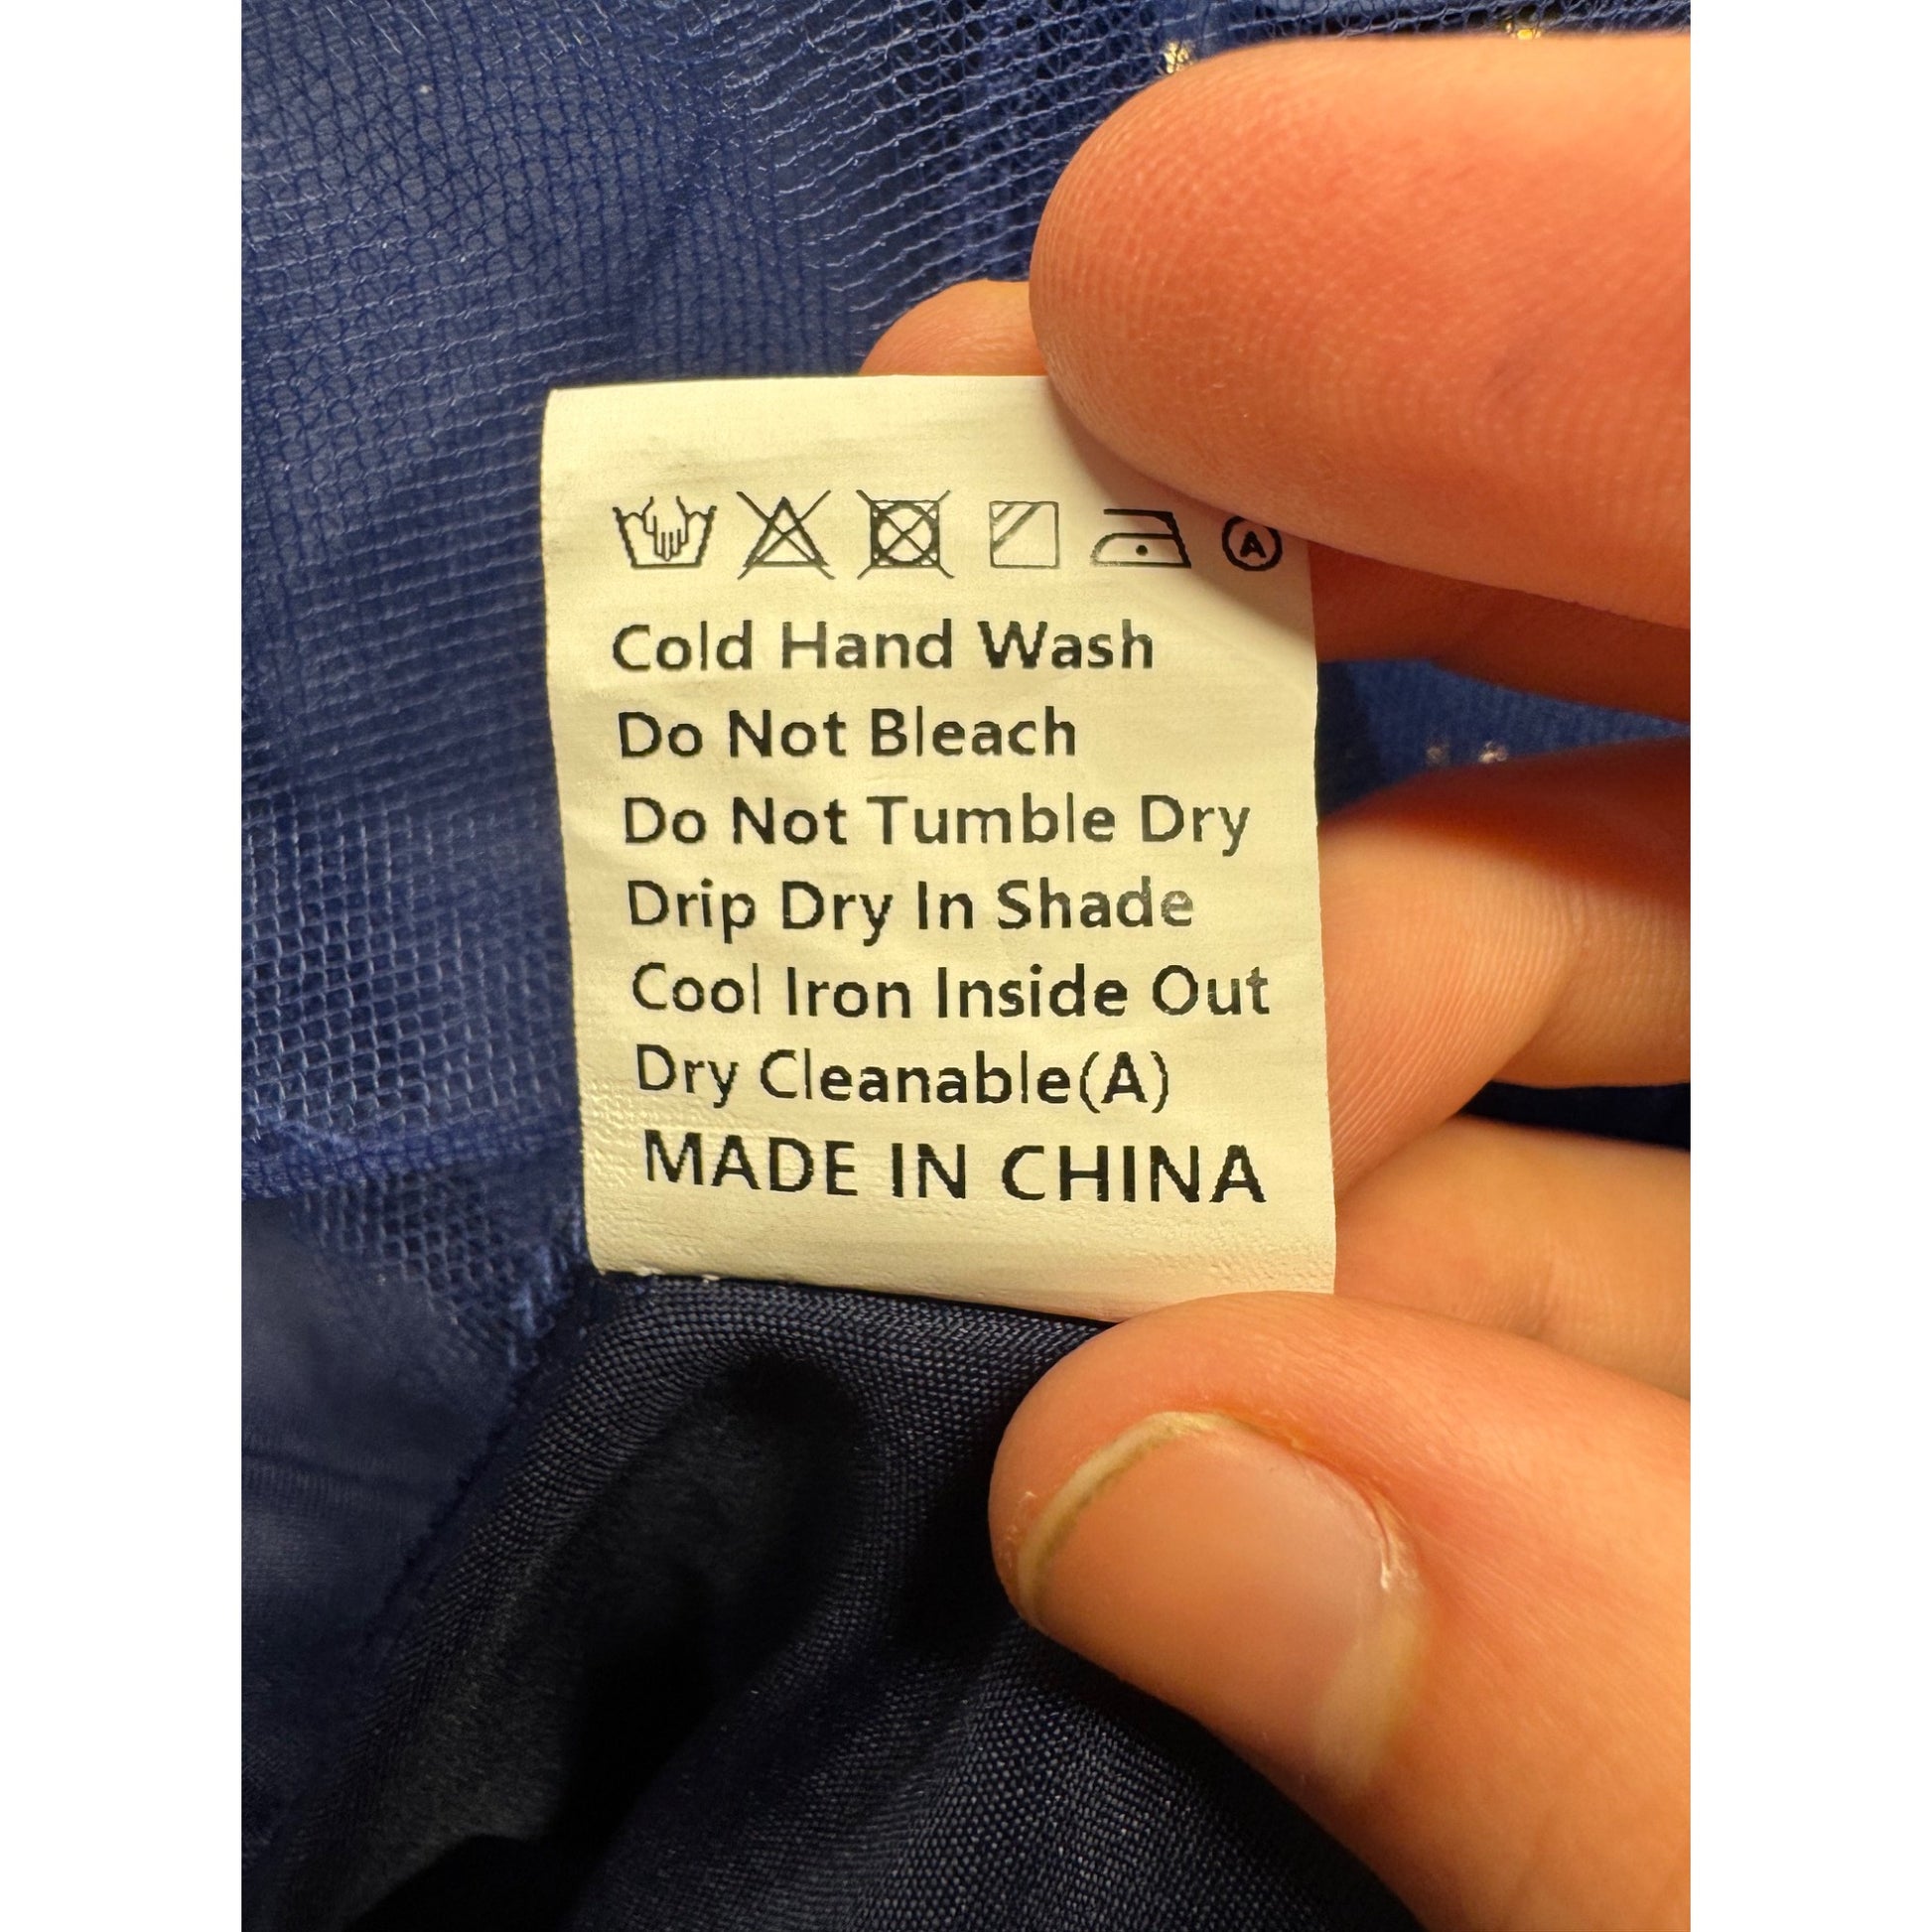 A
Cold Hand Wash
Do Not Bleach
Do Not Tumble Dry
Drip Dry In Shade
Cool Iron Inside Out
Dry Cleanable(A)
MADE IN CHINA